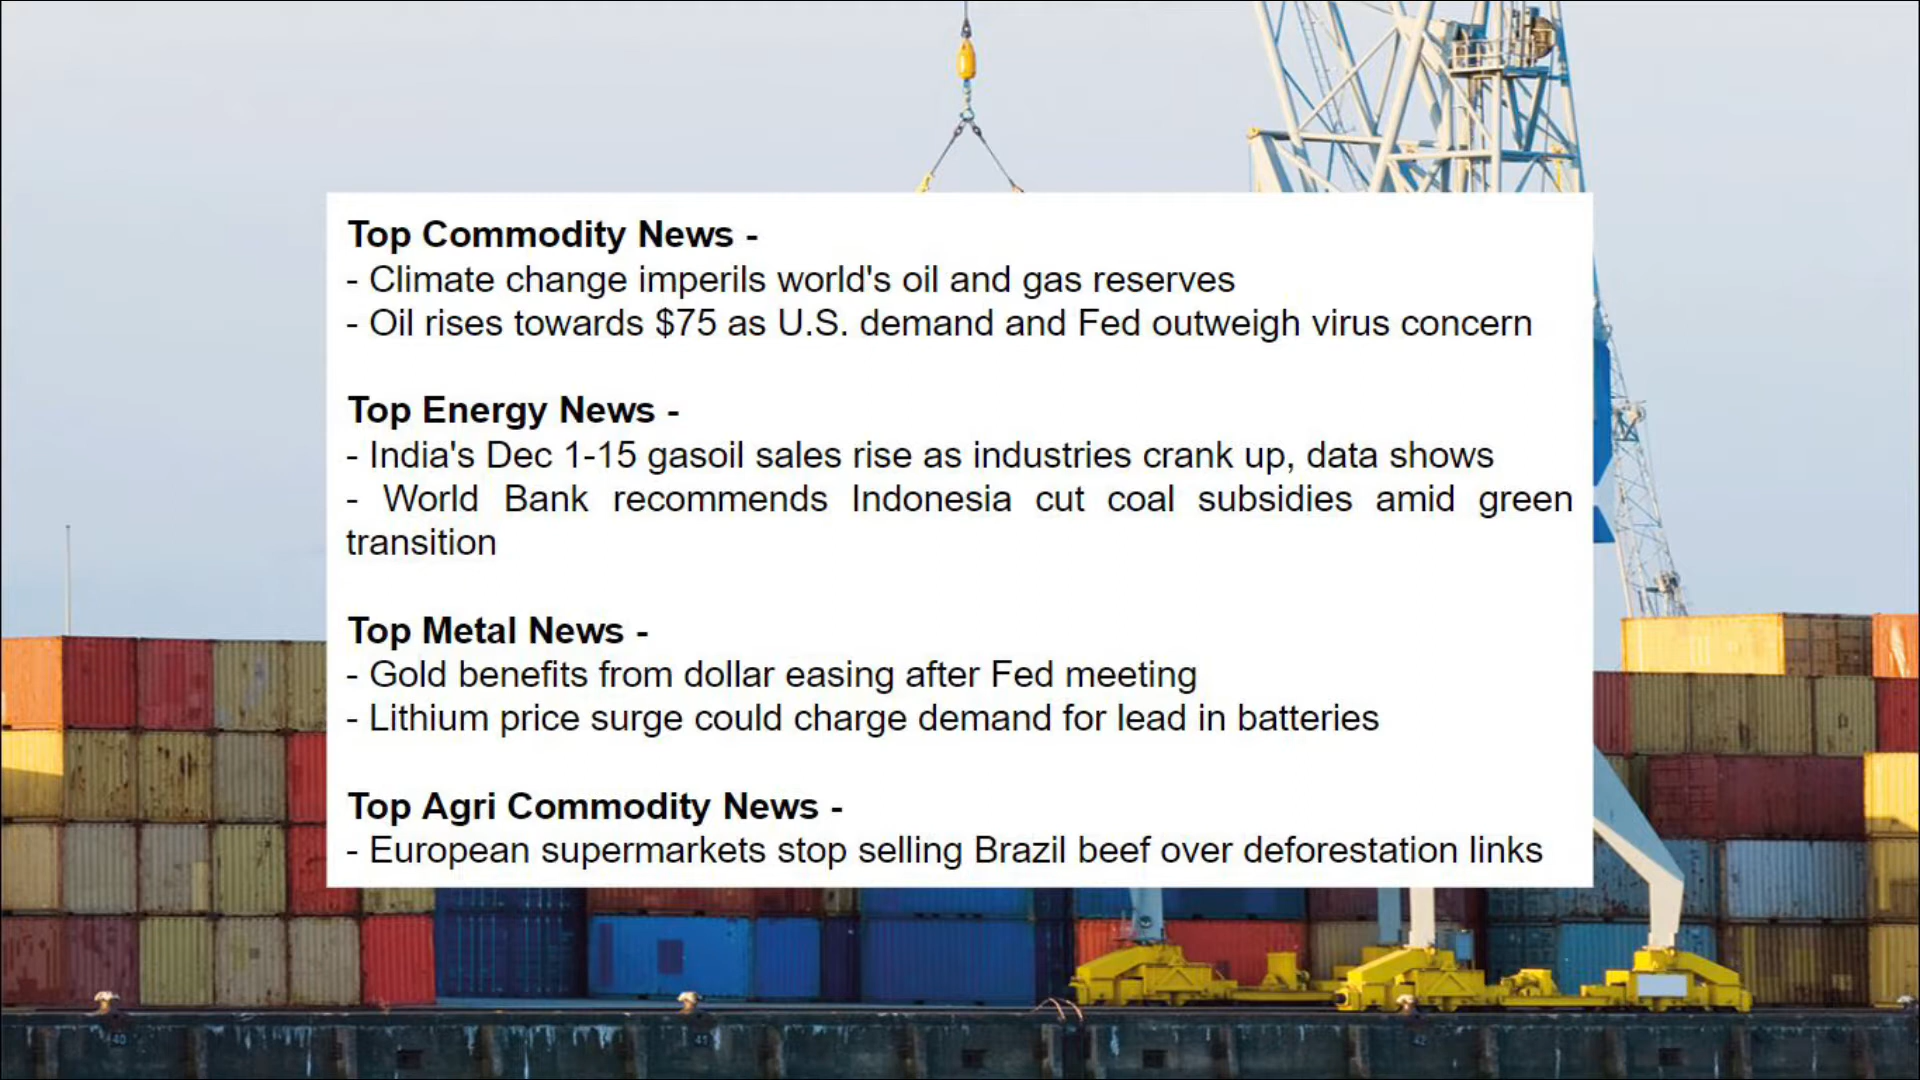 Top Commodity News -
- Climate change imperils world's oil and gas reserves
- Oil rises towards $75 as U.S. demand and Fed outweigh virus concern
Top Energy News -
- India's Dec 1-15 gasoil sales rise as industries crank up, data shows
- World Bank recommends Indonesia cut coal subsidies amid green
transition
Top Metal News -
- Gold benefits from dollar easing after Fed meeting
- Lithium price surge could charge demand for lead in batteries
Top Agri Commodity News -
- European supermarkets stop selling Brazil beef over deforestation links
40
41
42